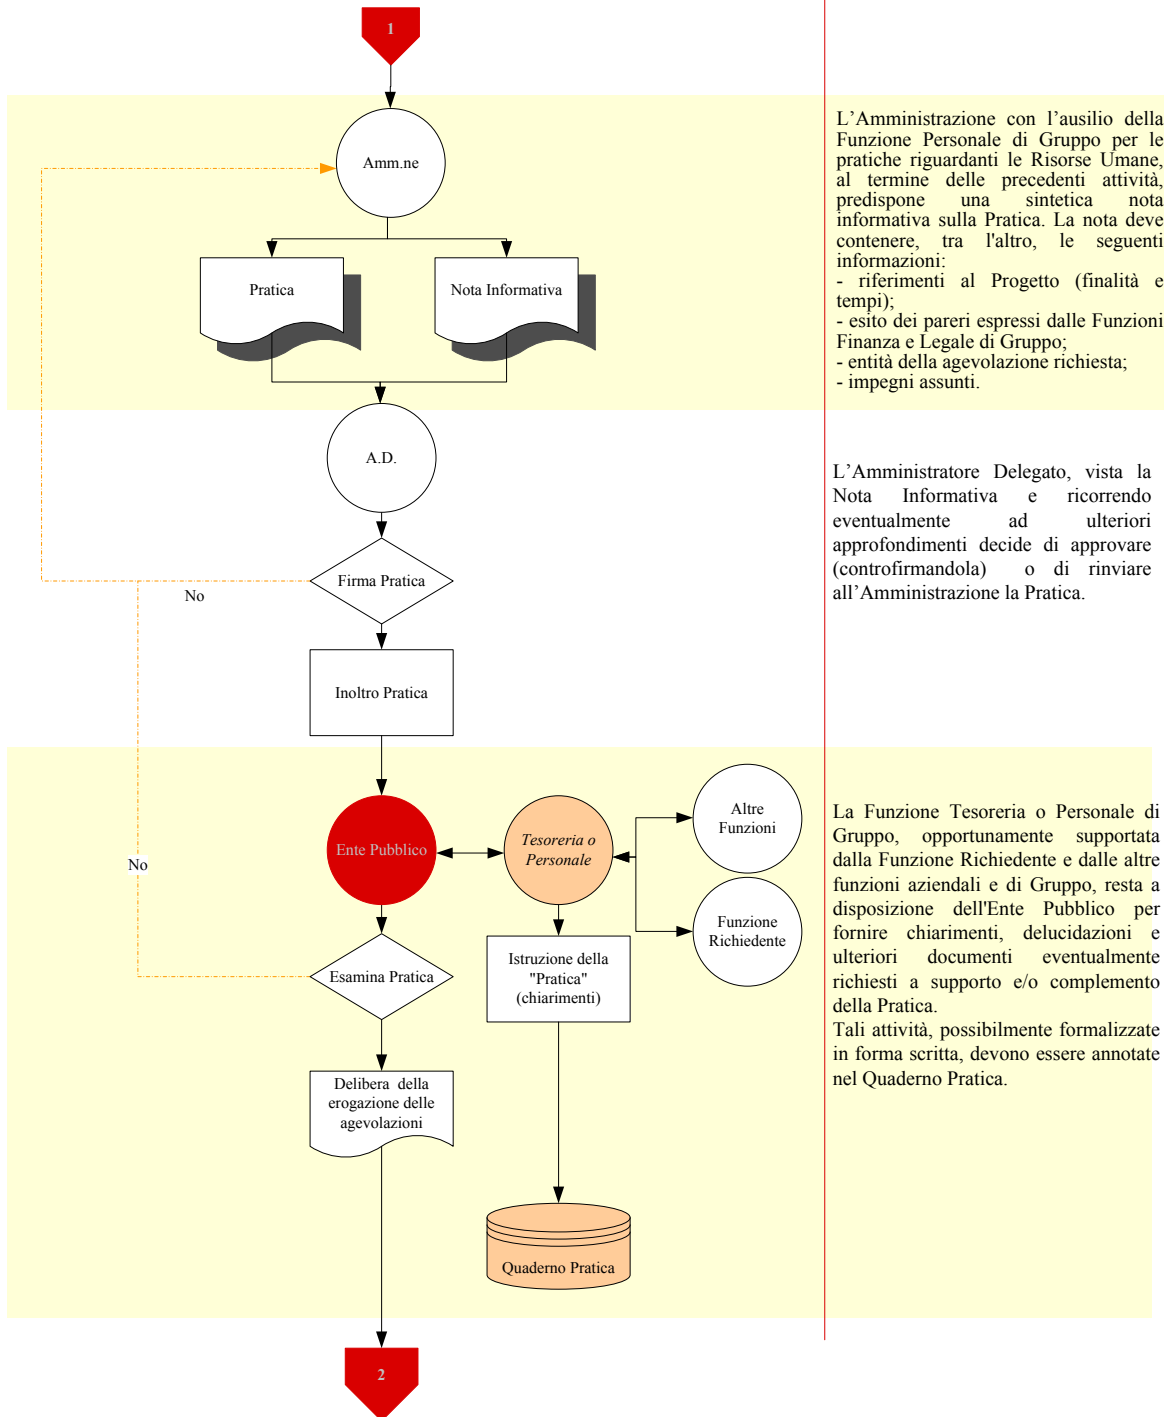 1
Amm.ne
Pratica
Nota Informativa
L’Amministrazione con l’ausilio della
Funzione Personale di Gruppo per le
pratiche riguardanti le Risorse Umane,
al termine delle precedenti attività,
predispone una sintetica nota
informativa sulla Pratica. La nota deve
contenere, tra l'altro, le seguenti
informazioni:
- riferimenti al Progetto (finalità e
tempi);
- esito dei pareri espressi dalle Funzioni
Finanza e Legale di Gruppo;
- entità della agevolazione richiesta;
- impegni assunti.
A.D.
L’Amministratore Delegato, vista la
Nota Informativa e ricorrendo
eventualmente ad ulteriori
approfondimenti decide di approvare
(controfirmandola) o di rinviare
all’Amministrazione la Pratica.
Firma Pratica
No
Inoltro Pratica
Ente Pubblico
Tesoreria o
Personale
Altre
Funzioni
Funzione
Richiedente
No
Esamina Pratica
Istruzione della
"Pratica"
(chiarimenti)
La Funzione Tesoreria o Personale di
Gruppo, opportunamente supportata
dalla Funzione Richiedente e dalle altre
funzioni aziendali e di Gruppo, resta a
disposizione dell'Ente Pubblico per
fornire chiarimenti, delucidazioni e
ulteriori documenti eventualmente
richiesti a supporto e/o complemento
della Pratica.
Tali attività, possibilmente formalizzate
in forma scritta, devono essere annotate
nel Quaderno Pratica.
Delibera della
erogazione delle
agevolazioni
Quaderno Pratica
2